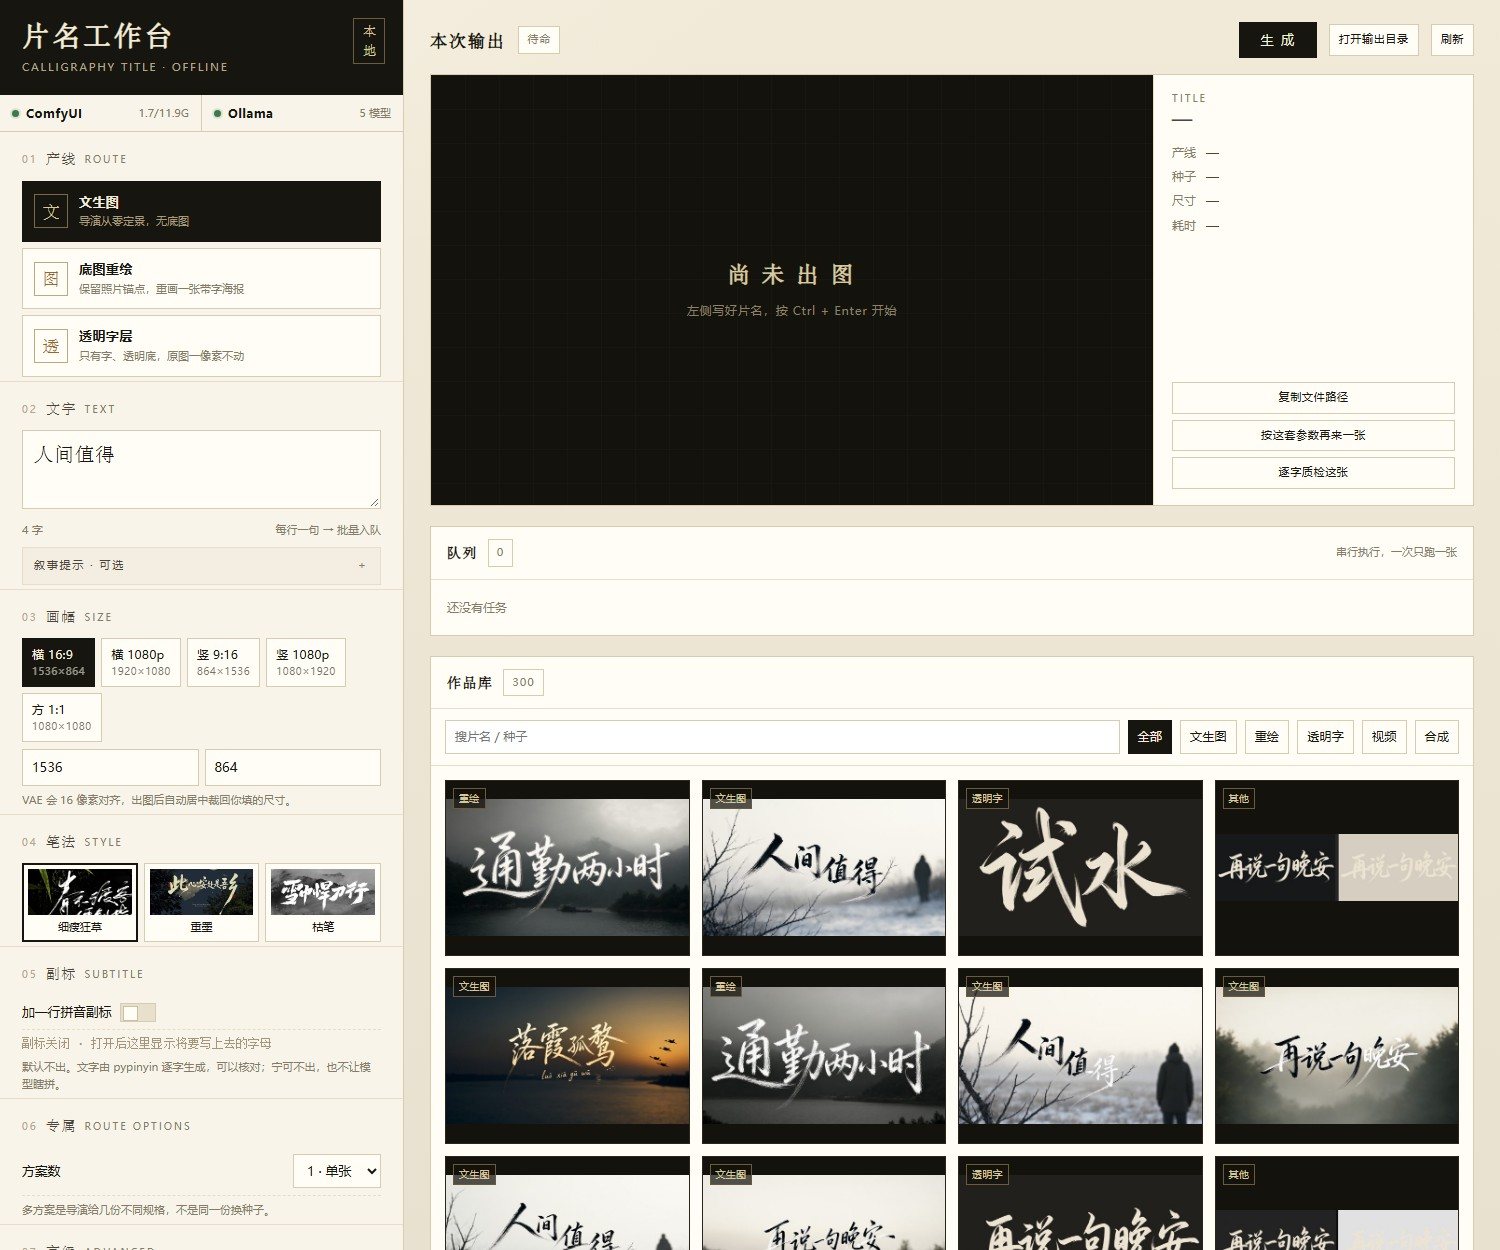 片名工作台
本地
CALLIGRAPHY TITLE · OFFLINE
ComfyUI 1.7/11.9G
Ollama 5 模型
01 产线 ROUTE
文
文生图
导演从零定景，无底图
图
底图重绘
保留照片锚点，重画一张带字海报
透
透明字层
只有字、透明底，原图一像素不动
02 文字 TEXT
人间值得
4 字
每行一句 → 批量入队
叙事提示 · 可选 +
03 画幅 SIZE
横 16:9
1536×864
横 1080p
1920×1080
竖 9:16
864×1536
竖 1080p
1080×1920
方 1:1
1080×1080
1536
864
VAE 会 16 像素对齐，出图后自动居中裁回你填的尺寸。
04 笔法 STYLE
细瘦狂草
此心安处是吾乡
重墨
雪中悍刀行
枯笔
05 副标 SUBTITLE
加一行拼音副标
副标关闭 · 打开后这里显示将要写上去的字母
默认不出。文字由 pypinyin 逐字生成，可以核对；宁可不出，也不让模型瞎拼。
06 专属 ROUTE OPTIONS
方案数
1 · 单张
多方案是导演给几份不同规格，不是同一份换种子。
本次输出
待命
生成
打开输出目录
刷新
尚未出图
左侧写好片名，按 Ctrl + Enter 开始
TITLE
—
产线 —
种子 —
尺寸 —
耗时 —
复制文件路径
按这套参数再来一张
逐字质检这张
队列 0
串行执行，一次只跑一张
还没有任务
作品库 300
搜片名 / 种子
全部
文生图
重绘
透明字
视频
合成
重绘
通勤两小时
文生图
人间值得
透明字
试水
其他
再说一句晚安
再说一句晚安
文生图
落霞孤鹜
luò xiá gū wù
重绘
通勤两小时
文生图
人间值得
文生图
再说一句晚安
文生图
人间值得
文生图
再说一句晚安
透明字
再说一句晚安
其他
再说一句晚安
再说一句晚安